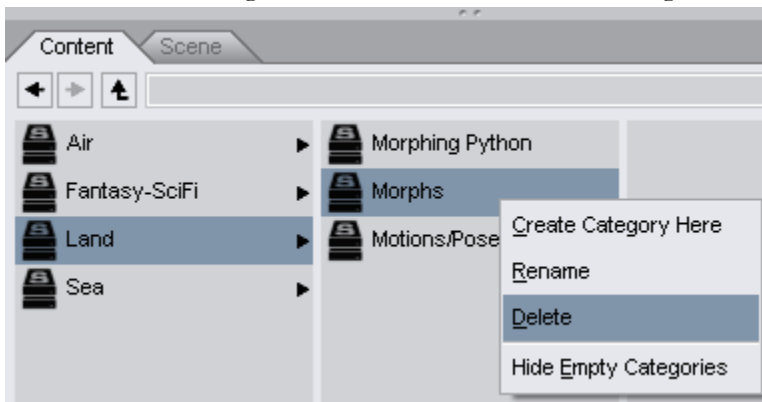 Content Scene
Air
Fantasy-SciFi
Land
Sea
Morphing Python
Morphs
Motions/Pose
Create Category Here
Rename
Delete
Hide Empty Categories